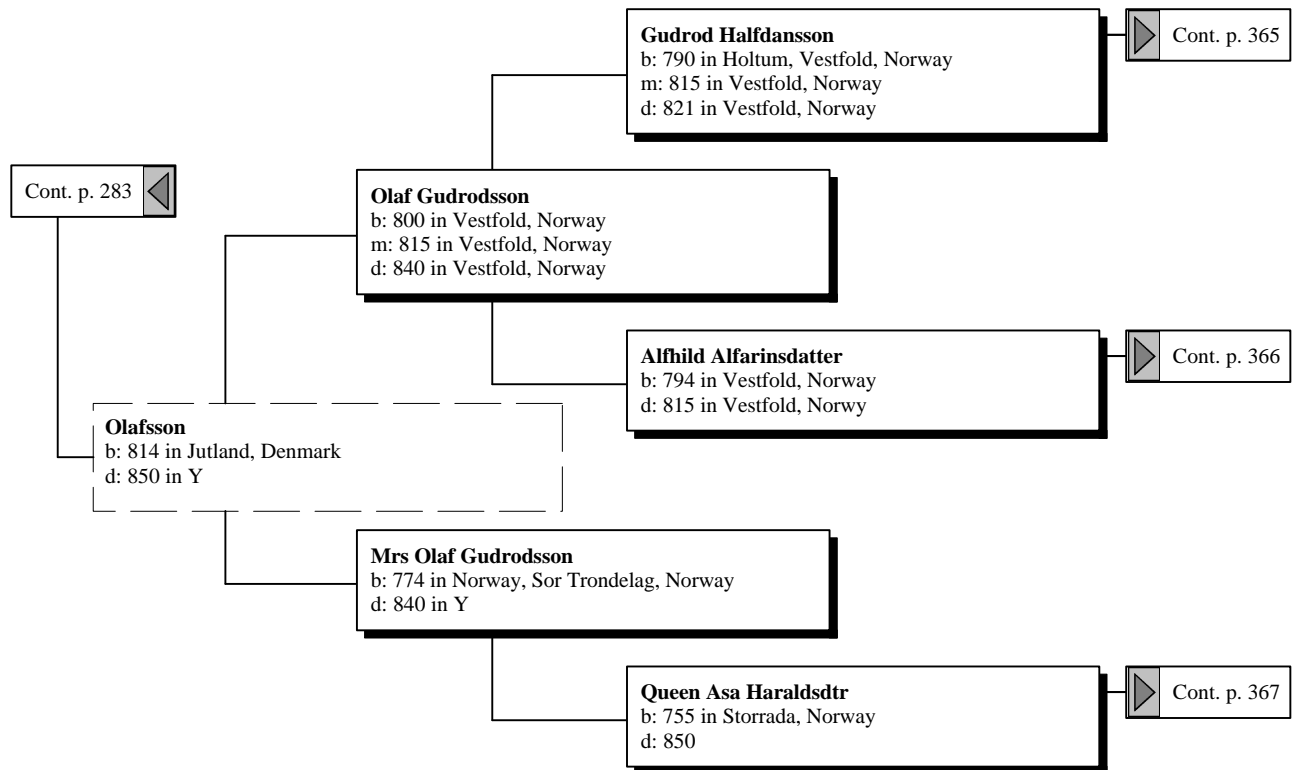 Gudrod Halfdansson
b: 790 in Holtum, Vestfold, Norway
m: 815 in Vestfold, Norway
d: 821 in Vestfold, Norway
Cont. p. 365
Cont. p. 283
Olaf Gudrodsson
b: 800 in Vestfold, Norway
m: 815 in Vestfold, Norway
d: 840 in Vestfold, Norway
Alfhild Alfarinsdatter
b: 794 in Vestfold, Norway
d: 815 in Vestfold, Norwy
Cont. p. 366
Olafsson
b: 814 in Jutland, Denmark
d: 850 in Y
Mrs Olaf Gudrodsson
b: 774 in Norway, Sor Trondelag, Norway
d: 840 in Y
Queen Asa Haraldsdtr
b: 755 in Storrada, Norway
d: 850
Cont. p. 367